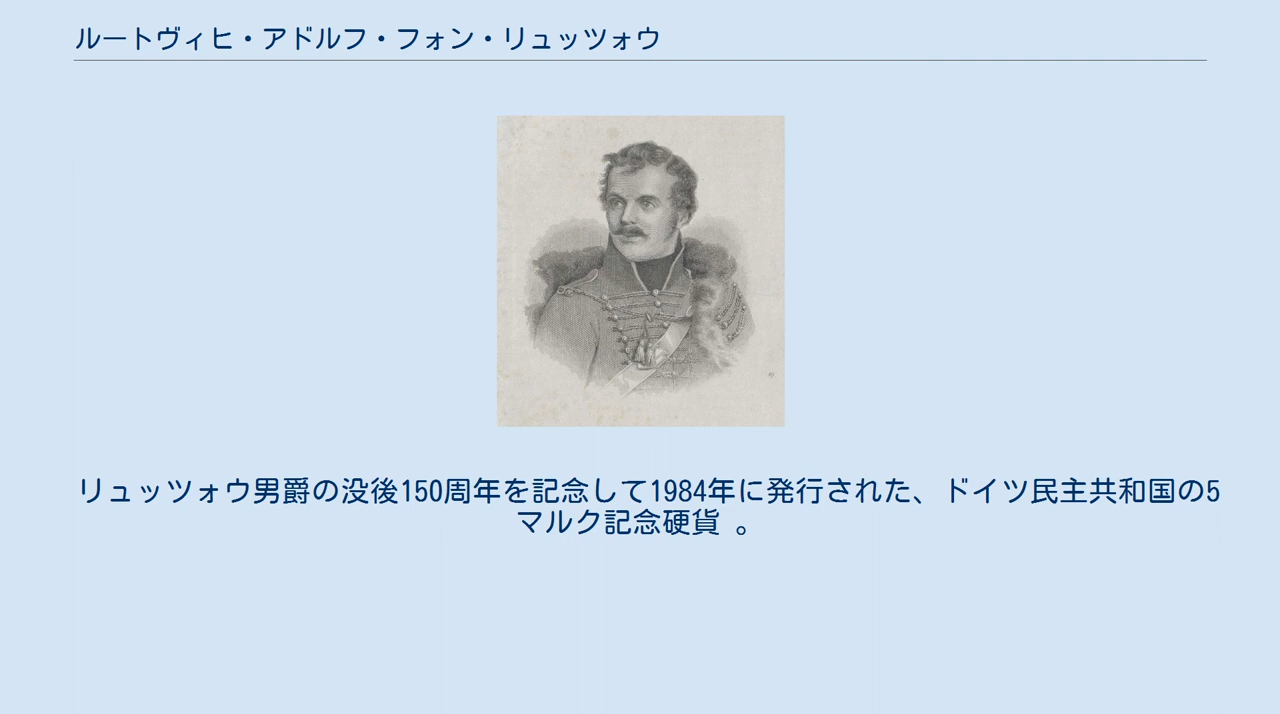 ルートヴィヒ・アドルフ・フォン・リュッツォウ
リュッツォウ男爵の没後150周年を記念して1984年に発行された、ドイツ民主共和国の5
マルク記念硬貨 。